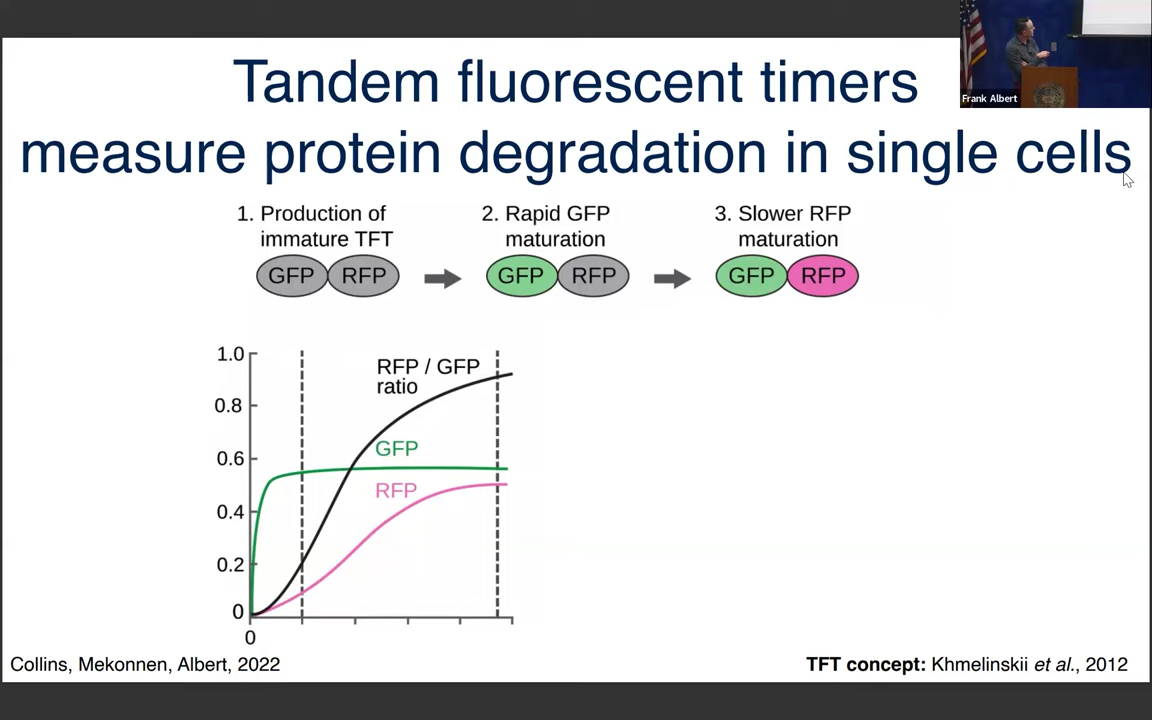 Tandem fluorescent timers
measure protein degradation in single cells
Frank Albert
1. Production of
immature TFT
2. Rapid GFP
maturation
3. Slower RFP
maturation
GFP RFP
GFP RFP
GFP RFP
1.0
0.8
0.6
0.4
0.2
0
0
RFP / GFP
ratio
GFP
RFP
Collins, Mekonnen, Albert, 2022
TFT concept: Khmelinskii et al., 2012